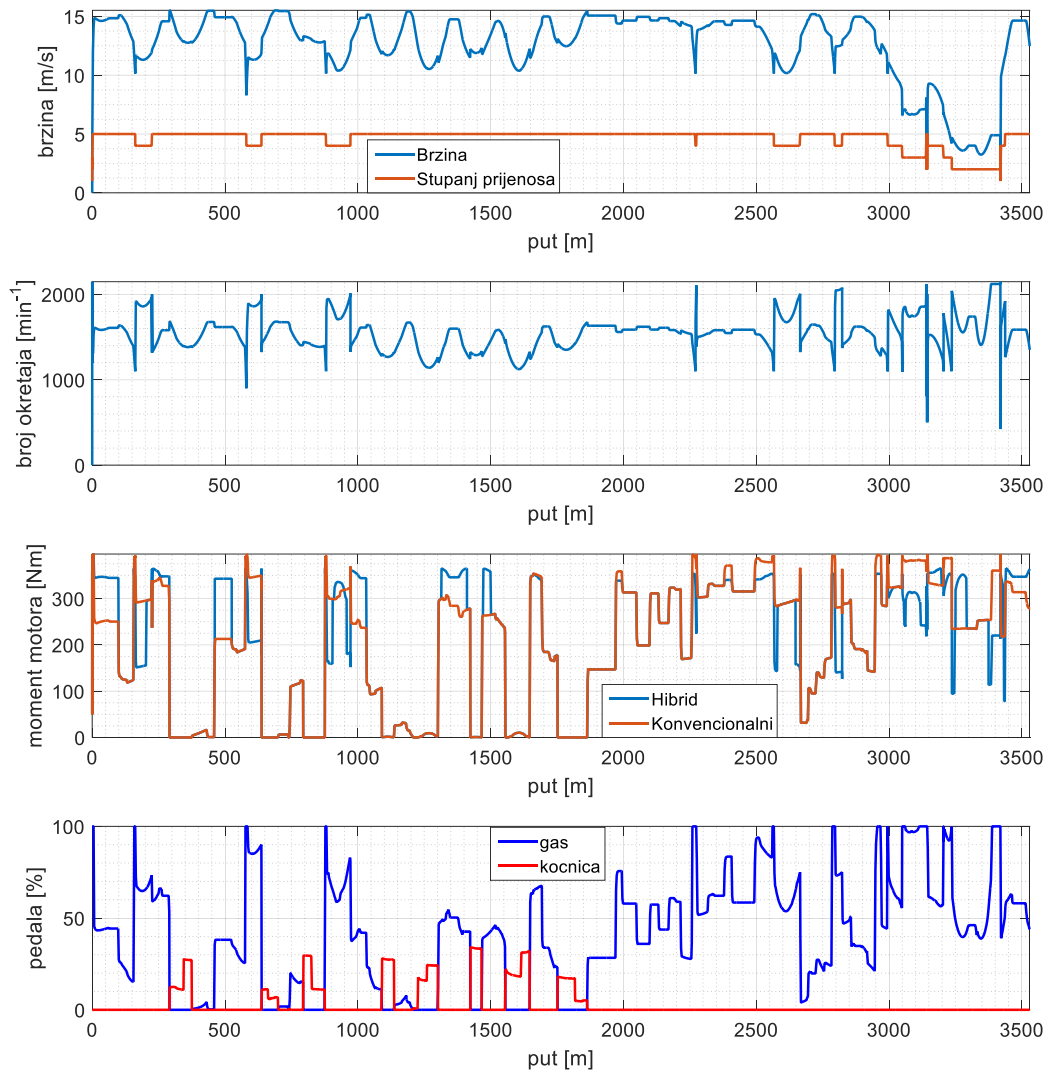 15
10
5
0
brzina [m/s]
Brzina
Stupanj prijenosa
0 500 1000 1500 2000 2500 3000 3500
put [m]
2000
1000
0
broj okretaja [min⁻¹]
0 500 1000 1500 2000 2500 3000 3500
put [m]
300
200
100
0
moment motora [Nm]
Hibrid
Konvencionalni
0 500 1000 1500 2000 2500 3000 3500
put [m]
100
50
0
pedala [%]
gas
kocnica
0 500 1000 1500 2000 2500 3000 3500
put [m]